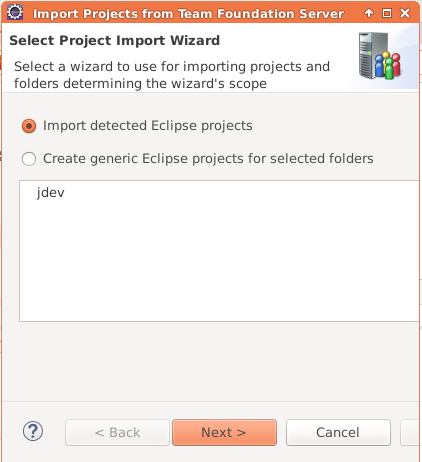 Import Projects from Team Foundation Server
Select Project Import Wizard
Select a wizard to use for importing projects and
folders determining the wizard's scope
Import detected Eclipse projects
Create generic Eclipse projects for selected folders
jdev
?
< Back
Next >
Cancel